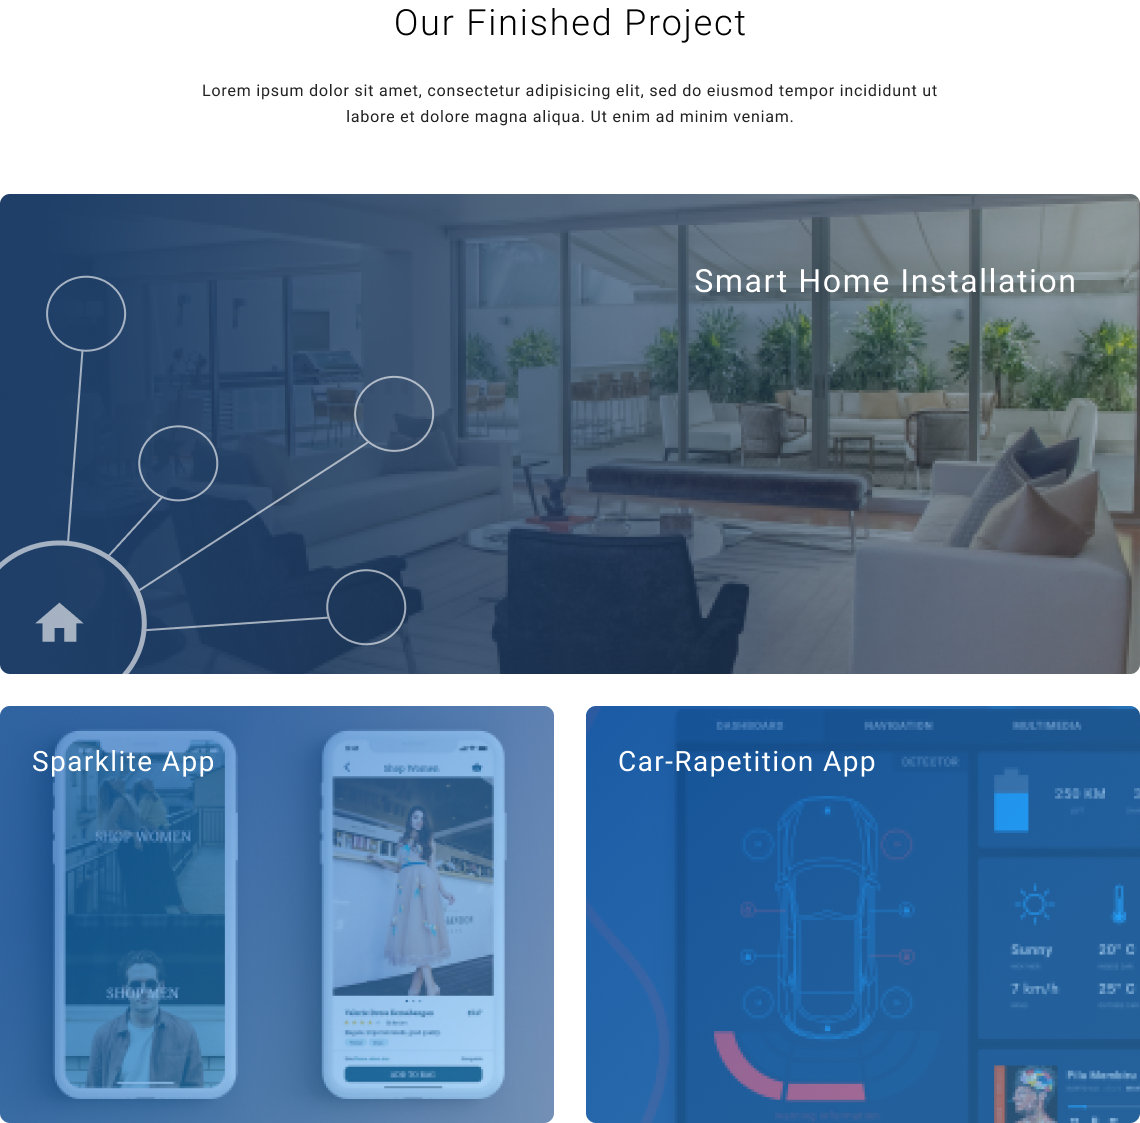 Our Finished Project
Lorem ipsum dolor sit amet, consectetur adipisicing elit, sed do eiusmod tempor incididunt ut
labore et dolore magna aliqua. Ut enim ad minim veniam.
Smart Home Installation
Sparklite App
SHOP WOMEN
SHOP MEN
Shop Women
ADD TO BAG
Car-Rapetition App
DASHBOARD
NAVIGATION
MULTIMEDIA
DETECTOR
250 KM
Sunny
20° C
7 km/h
25° C